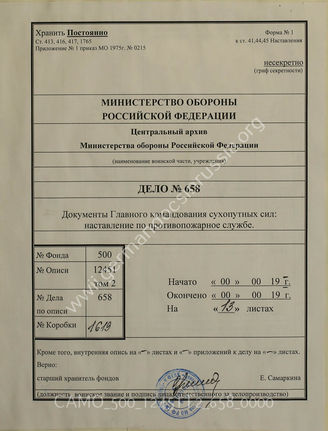 Хранить Постоянно
Ст. 413, 416, 417, 1765
Приложение № 1 приказ МО 1975г. № 0215
Форма № 1
к ст. 41,44,45 Наставления
несекретно
(гриф секретности)
МИНИСТЕРСТВО ОБОРОНЫ
РОССИЙСКОЙ ФЕДЕРАЦИИ
Центральный архив
Министерства обороны Российской Федерации
(наименование воинской части, учреждения)
ДЕЛО № 658
Документы Главного командования сухопутных сил:
наставление по противопожарное службе.
№ Фонда 500
№ Описи 12451
том 2
№ Дела 658
по описи
№ Коробки 1613
Начато «00» 00 19 г.
Окончено «00» 00 19 г.
На «13» листах
Кроме того, внутренняя опись на «—» листах и «—» приложений к делу на «—» листах.
Верно:
старший хранитель фондов
Е. Самаркина
(должность, воинское звание и подпись лица, ответственного за делопроизводство)
www.germandocsinrussia.org